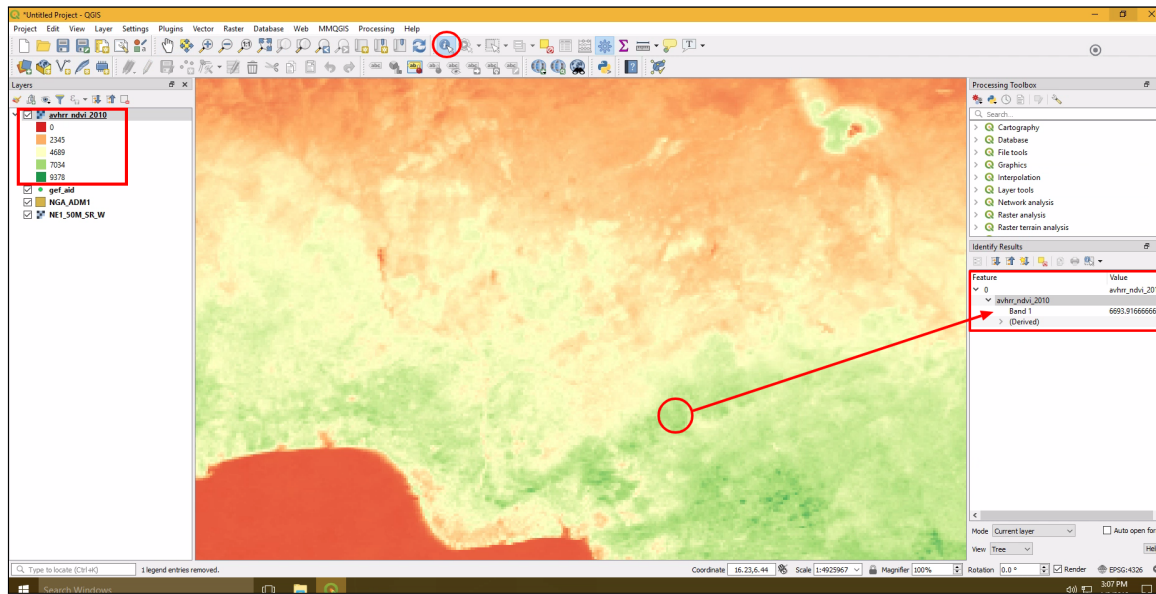 *Untitled Project - QGIS
Project Edit View Layer Settings Plugins Vector Raster Database Web MMQGIS Processing Help
Layers
avhrr_ndvi_2010
0
2345
4689
7034
9378
gef_aid
NGA_ADM1
NE1_50M_SR_W
Processing Toolbox
Search...
Cartography
Database
File tools
Graphics
Interpolation
Layer tools
Network analysis
Raster analysis
Raster terrain analysis
Identify Results
Feature Value
0 avhrr_ndvi_201
avhrr_ndvi_2010
Band 1 6693.91666666
(Derived)
Mode Current layer Auto open for
View Tree Hel
Type to locate (Ctrl+K) 1 legend entries removed. Coordinate 16.23,6.44 Scale 1:4925967 Magnifier 100% Rotation 0.0 ° Render EPSG:4326
Search Windows 3:07 PM